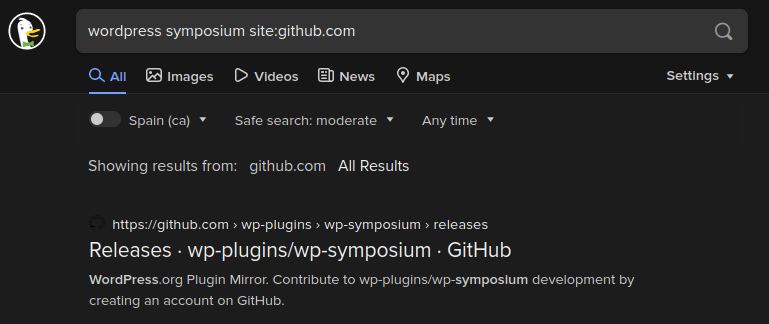 wordpress symposium site:github.com
All Images Videos News Maps Settings
Spain (ca) Safe search: moderate Any time
Showing results from: github.com All Results
https://github.com › wp-plugins › wp-symposium › releases
Releases · wp-plugins/wp-symposium · GitHub
WordPress.org Plugin Mirror. Contribute to wp-plugins/wp-symposium development by
creating an account on GitHub.